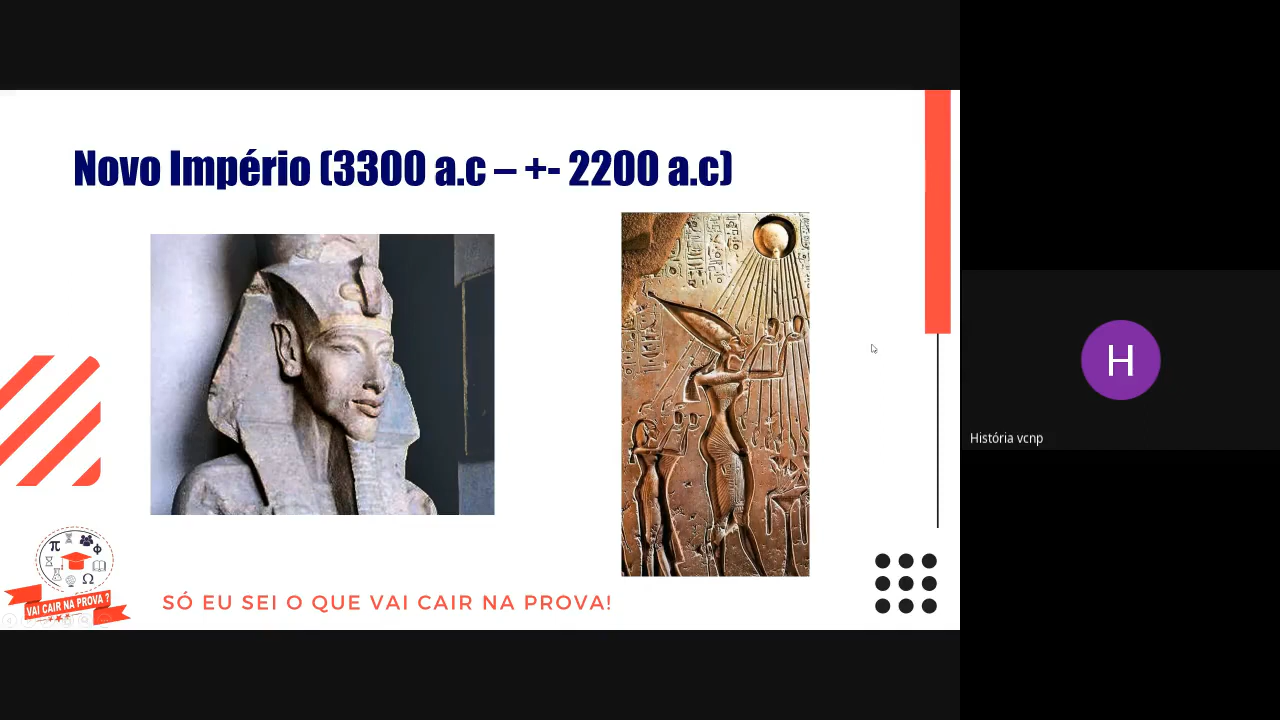 Novo Império (3300 a.c – +- 2200 a.c)
π
Φ
Ω
VAI CAIR NA PROVA ?
SÓ EU SEI O QUE VAI CAIR NA PROVA!
H
História vcnp